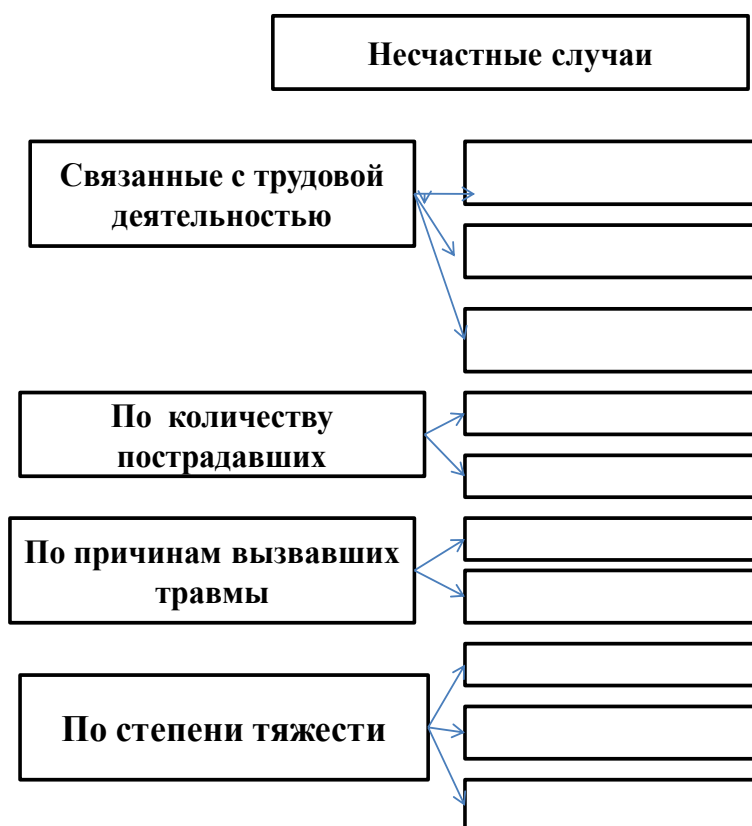 Несчастные случаи
Связанные с трудовой
деятельностью
По количеству
пострадавших
По причинам вызвавших
травмы
По степени тяжести